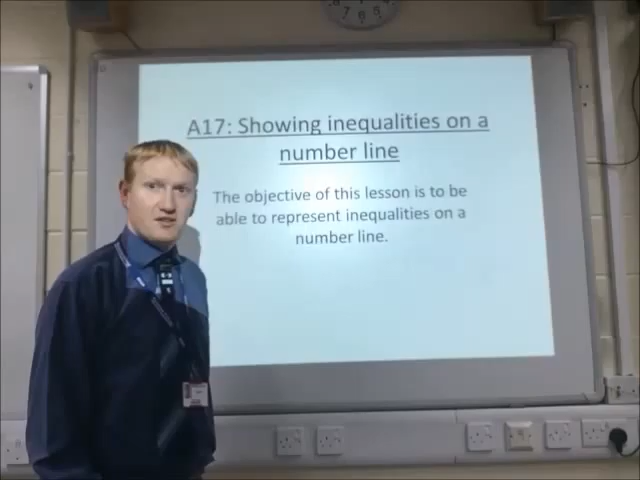 A17: Showing inequalities on a
number line
The objective of this lesson is to be
able to represent inequalities on a
number line.